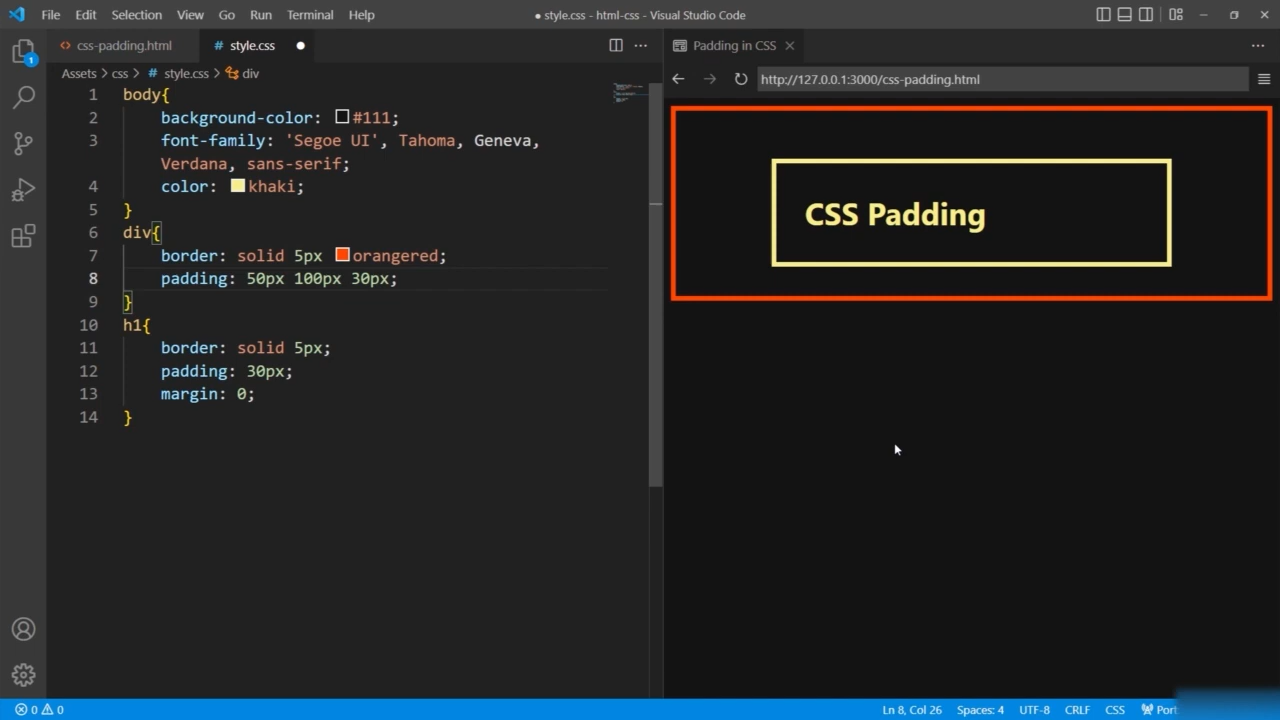 File Edit Selection View Go Run Terminal Help
● style.css - html-css - Visual Studio Code
css-padding.html
# style.css ●
Padding in CSS
Assets > css > # style.css > div
http://127.0.0.1:3000/css-padding.html
1
1 body{
2 background-color: #111;
3 font-family: 'Segoe UI', Tahoma, Geneva,
Verdana, sans-serif;
4 color: khaki;
5 }
6 div{
7 border: solid 5px orangered;
8 padding: 50px 100px 30px;
9 }
10 h1{
11 border: solid 5px;
12 padding: 30px;
13 margin: 0;
14 }
CSS Padding
0 0
Ln 8, Col 26 Spaces: 4 UTF-8 CRLF CSS